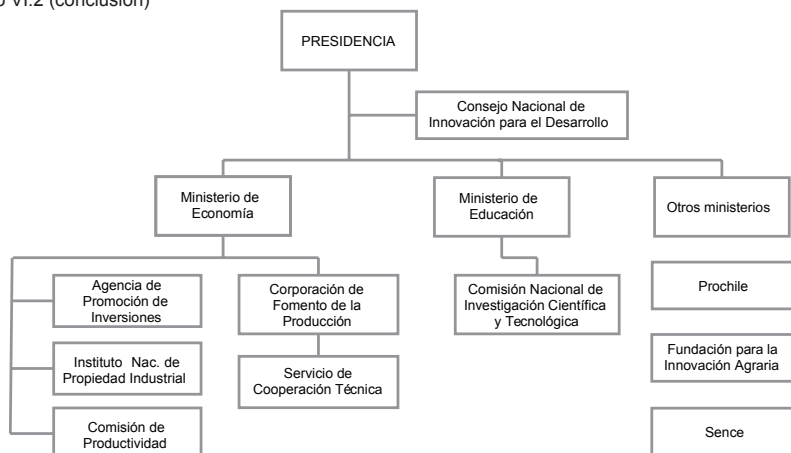 VI.2 (conclusión)
PRESIDENCIA
Consejo Nacional de
Innovación para el Desarrollo
Ministerio de
Economía
Ministerio de
Educación
Otros ministerios
Agencia de
Promoción de
Inversiones
Corporación de
Fomento de la
Producción
Comisión Nacional de
Investigación Científica
y Tecnológica
Prochile
Instituto Nac. de
Propiedad Industrial
Servicio de
Cooperación Técnica
Fundación para la
Innovación Agraria
Comisión de
Productividad
Sence